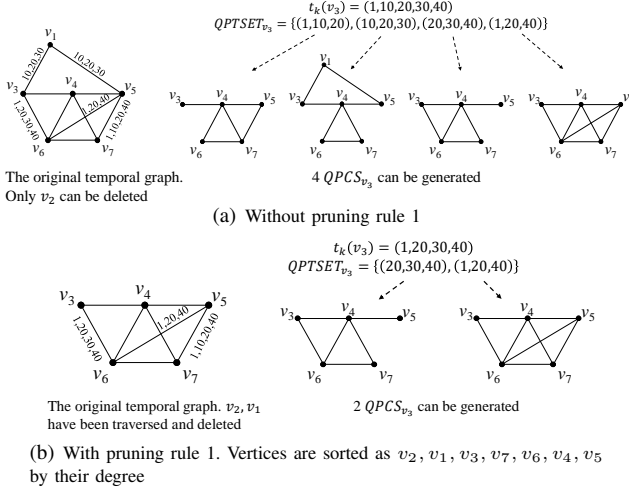 t_k(v_3) = (1,10,20,30,40)
QPTSET_{v_3} = {(1,10,20), (10,20,30), (20,30,40), (1,20,40)}
v_1
10,20,30
10,20,30
v_3
v_4
v_5
1,20,30,40
1,20,40
1,10,20,40
v_6
v_7
v_3
v_4
v_5
v_6
v_7
v_1
v_3
v_4
v_5
v_6
v_7
v_3
v_4
v_5
v_6
v_7
v_3
v_4
v_6
v_7
The original temporal graph.
Only v_2 can be deleted
4 QPCS_{v_3} can be generated
(a) Without pruning rule 1
t_k(v_3) = (1,20,30,40)
QPTSET_{v_3} = {(20,30,40), (1,20,40)}
v_3
v_4
v_5
1,20,30,40
1,20,40
1,10,20,40
v_6
v_7
v_3
v_4
v_5
v_6
v_7
v_3
v_4
v_5
v_6
v_7
The original temporal graph. v_2, v_1
have been traversed and deleted
2 QPCS_{v_3} can be generated
(b) With pruning rule 1. Vertices are sorted as v_2, v_1, v_3, v_7, v_6, v_4, v_5
by their degree